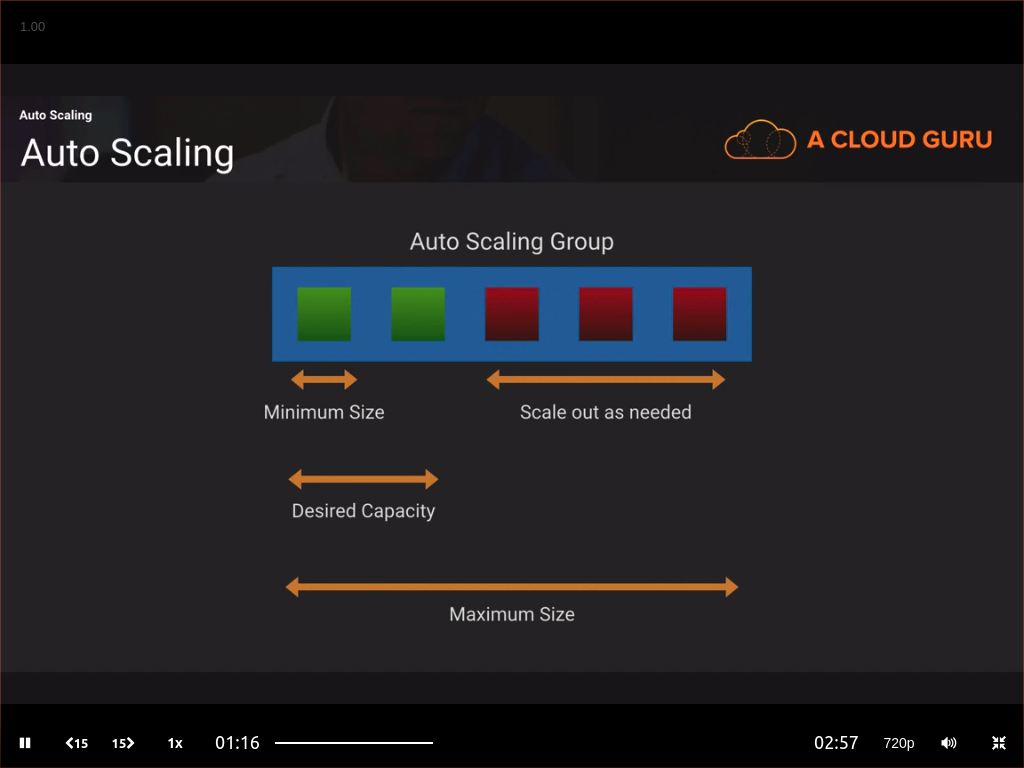 1.00
Auto Scaling
Auto Scaling
A CLOUD GURU
Auto Scaling Group
Minimum Size
Scale out as needed
Desired Capacity
Maximum Size
15 15 1x 01:16 02:57 720p